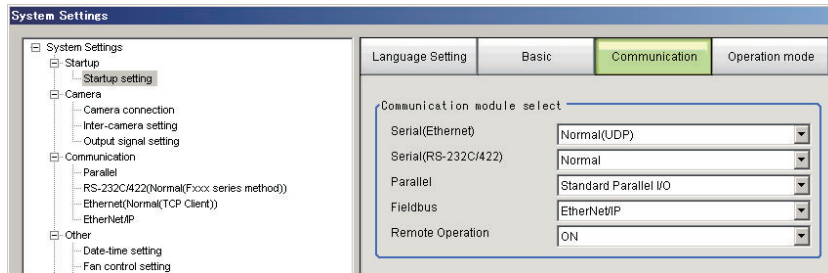 System Settings
System Settings
Startup
Startup setting
Camera
Camera connection
Inter-camera setting
Output signal setting
Communication
Parallel
RS-232C/422(Normal(Fxxx series method))
Ethernet(Normal(TCP Client))
EtherNet/IP
Other
Date-time setting
Fan control setting
Language Setting Basic Communication Operation mode
Communication module select
Serial(Ethernet) Normal(UDP)
Serial(RS-232C/422) Normal
Parallel Standard Parallel I/O
Fieldbus EtherNet/IP
Remote Operation ON